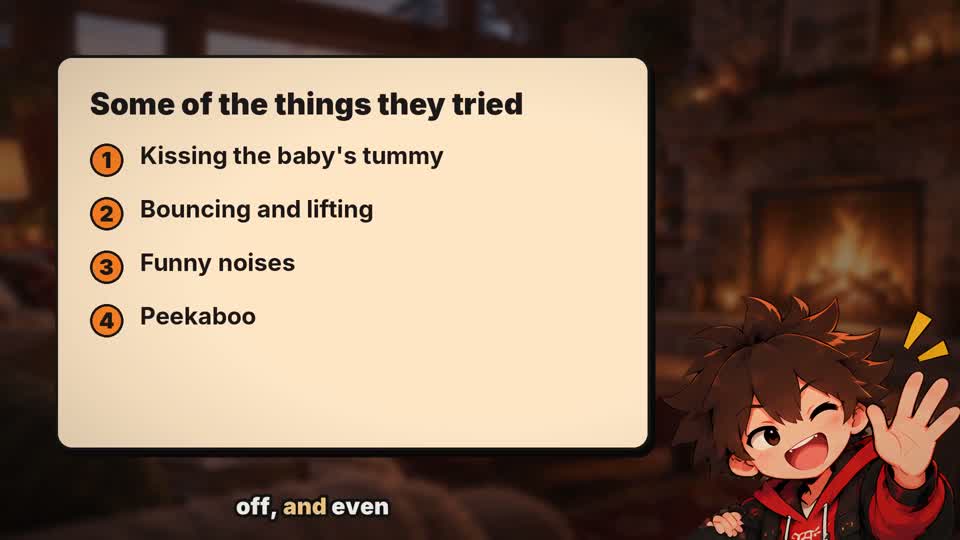 Some of the things they tried
1 Kissing the baby's tummy
2 Bouncing and lifting
3 Funny noises
4 Peekaboo
off, and even